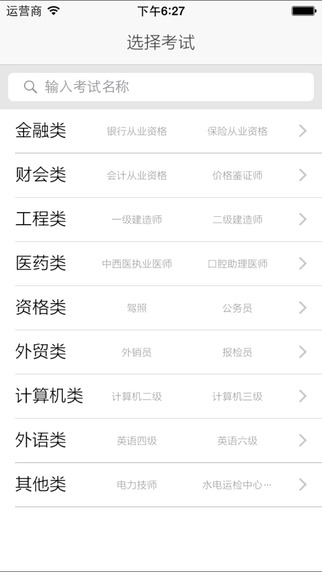 运营商 下午6:27
选择考试
输入考试名称
金融类 银行从业资格 保险从业资格
财会类 会计从业资格 价格鉴证师
工程类 一级建造师 二级建造师
医药类 中西医执业医师 口腔助理医师
资格类 驾照 公务员
外贸类 外销员 报检员
计算机类 计算机二级 计算机三级
外语类 英语四级 英语六级
其他类 电力技师 水电运检中心…